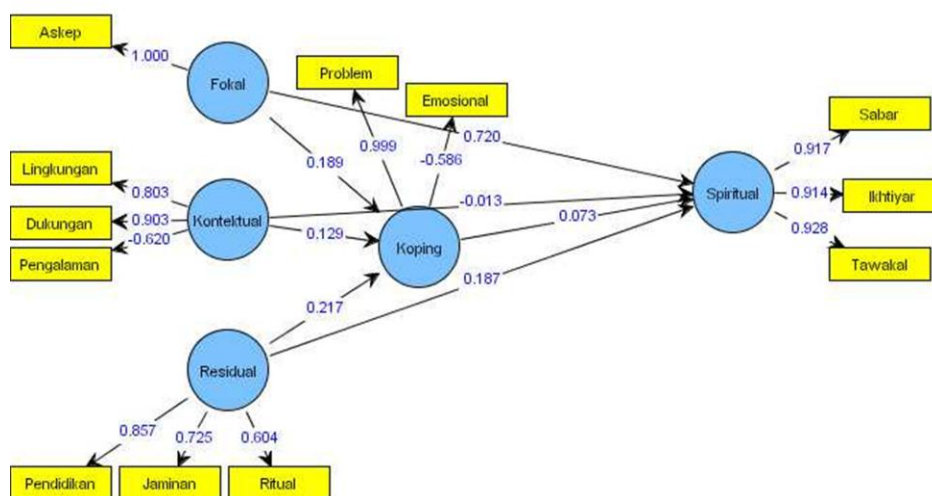 Askep
1.000
Fokal
Problem
Emosional
0.720
0.189
0.999
-0.586
Sabar
0.917
Lingkungan
0.803
Dukungan
0.903
Kontektual
-0.620
Pengalaman
-0.013
0.129
Koping
0.073
Spiritual
0.914
Ikhtiyar
0.928
Tawakal
0.187
0.217
Residual
0.857
0.725
0.604
Pendidikan
Jaminan
Ritual